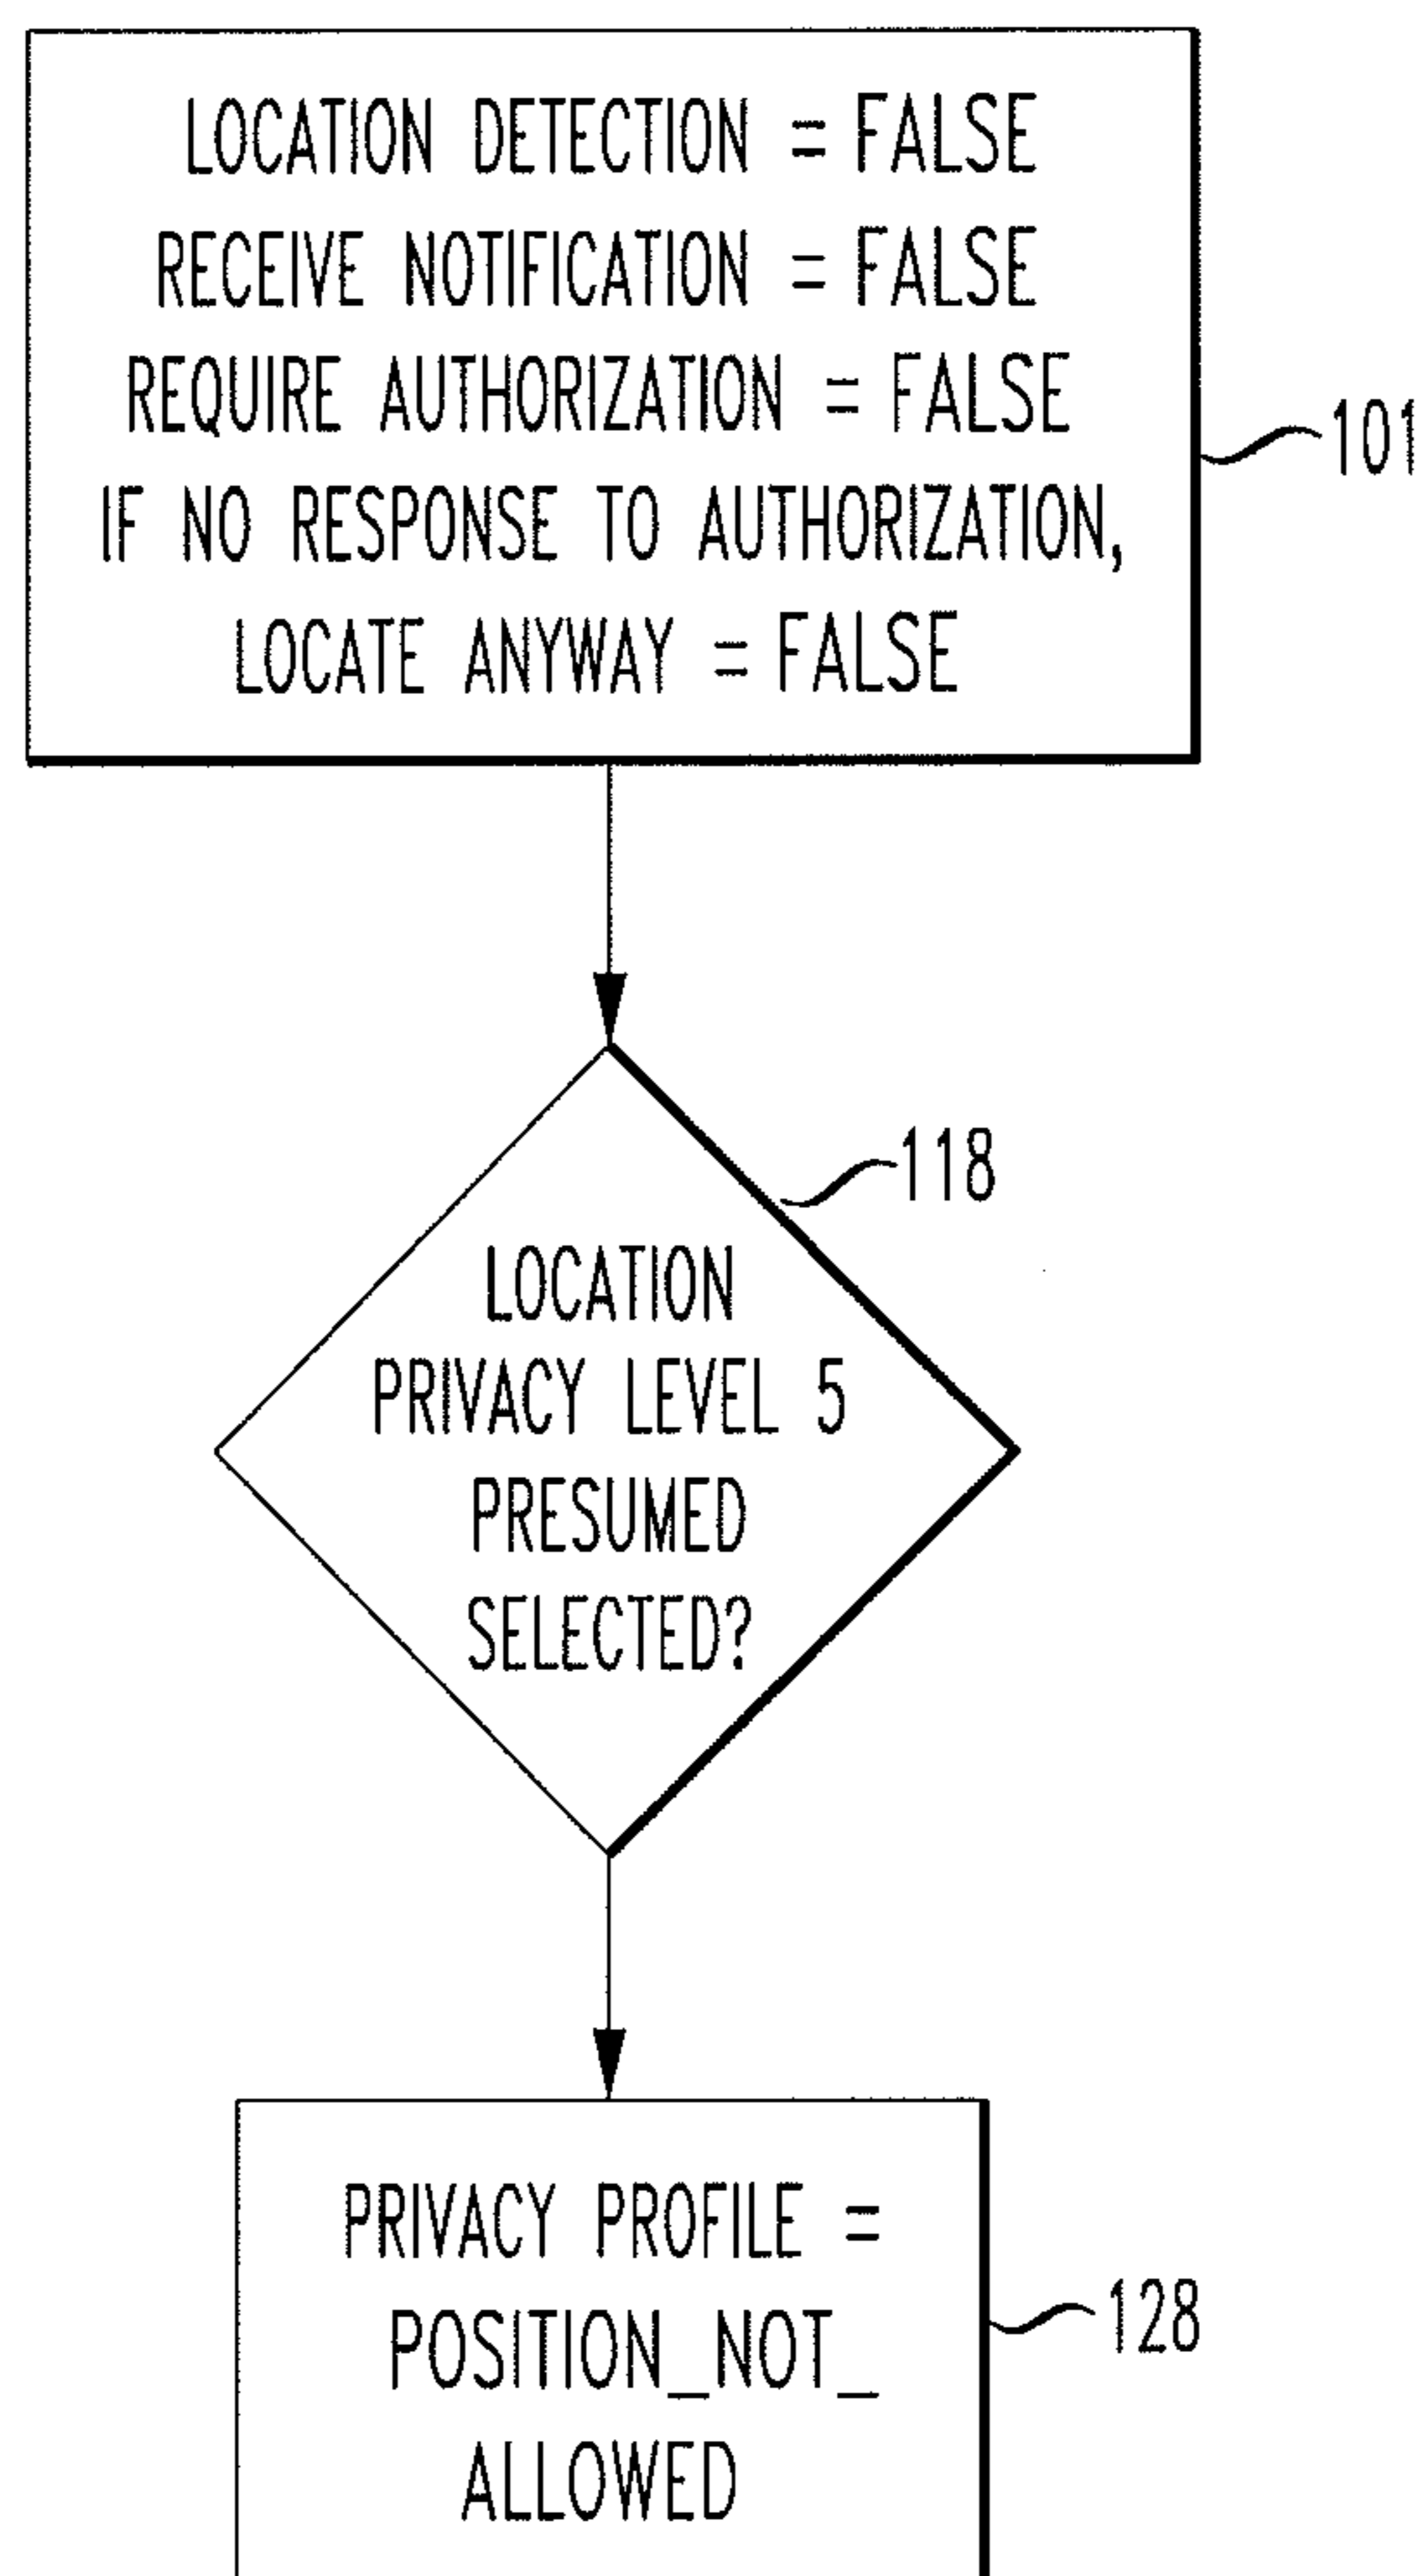 LOCATION DETECTION = FALSE
RECEIVE NOTIFICATION = FALSE
REQUIRE AUTHORIZATION = FALSE
IF NO RESPONSE TO AUTHORIZATION,
LOCATE ANYWAY = FALSE
101
118
LOCATION
PRIVACY LEVEL 5
PRESUMED
SELECTED?
PRIVACY PROFILE =
POSITION_NOT_
ALLOWED
128